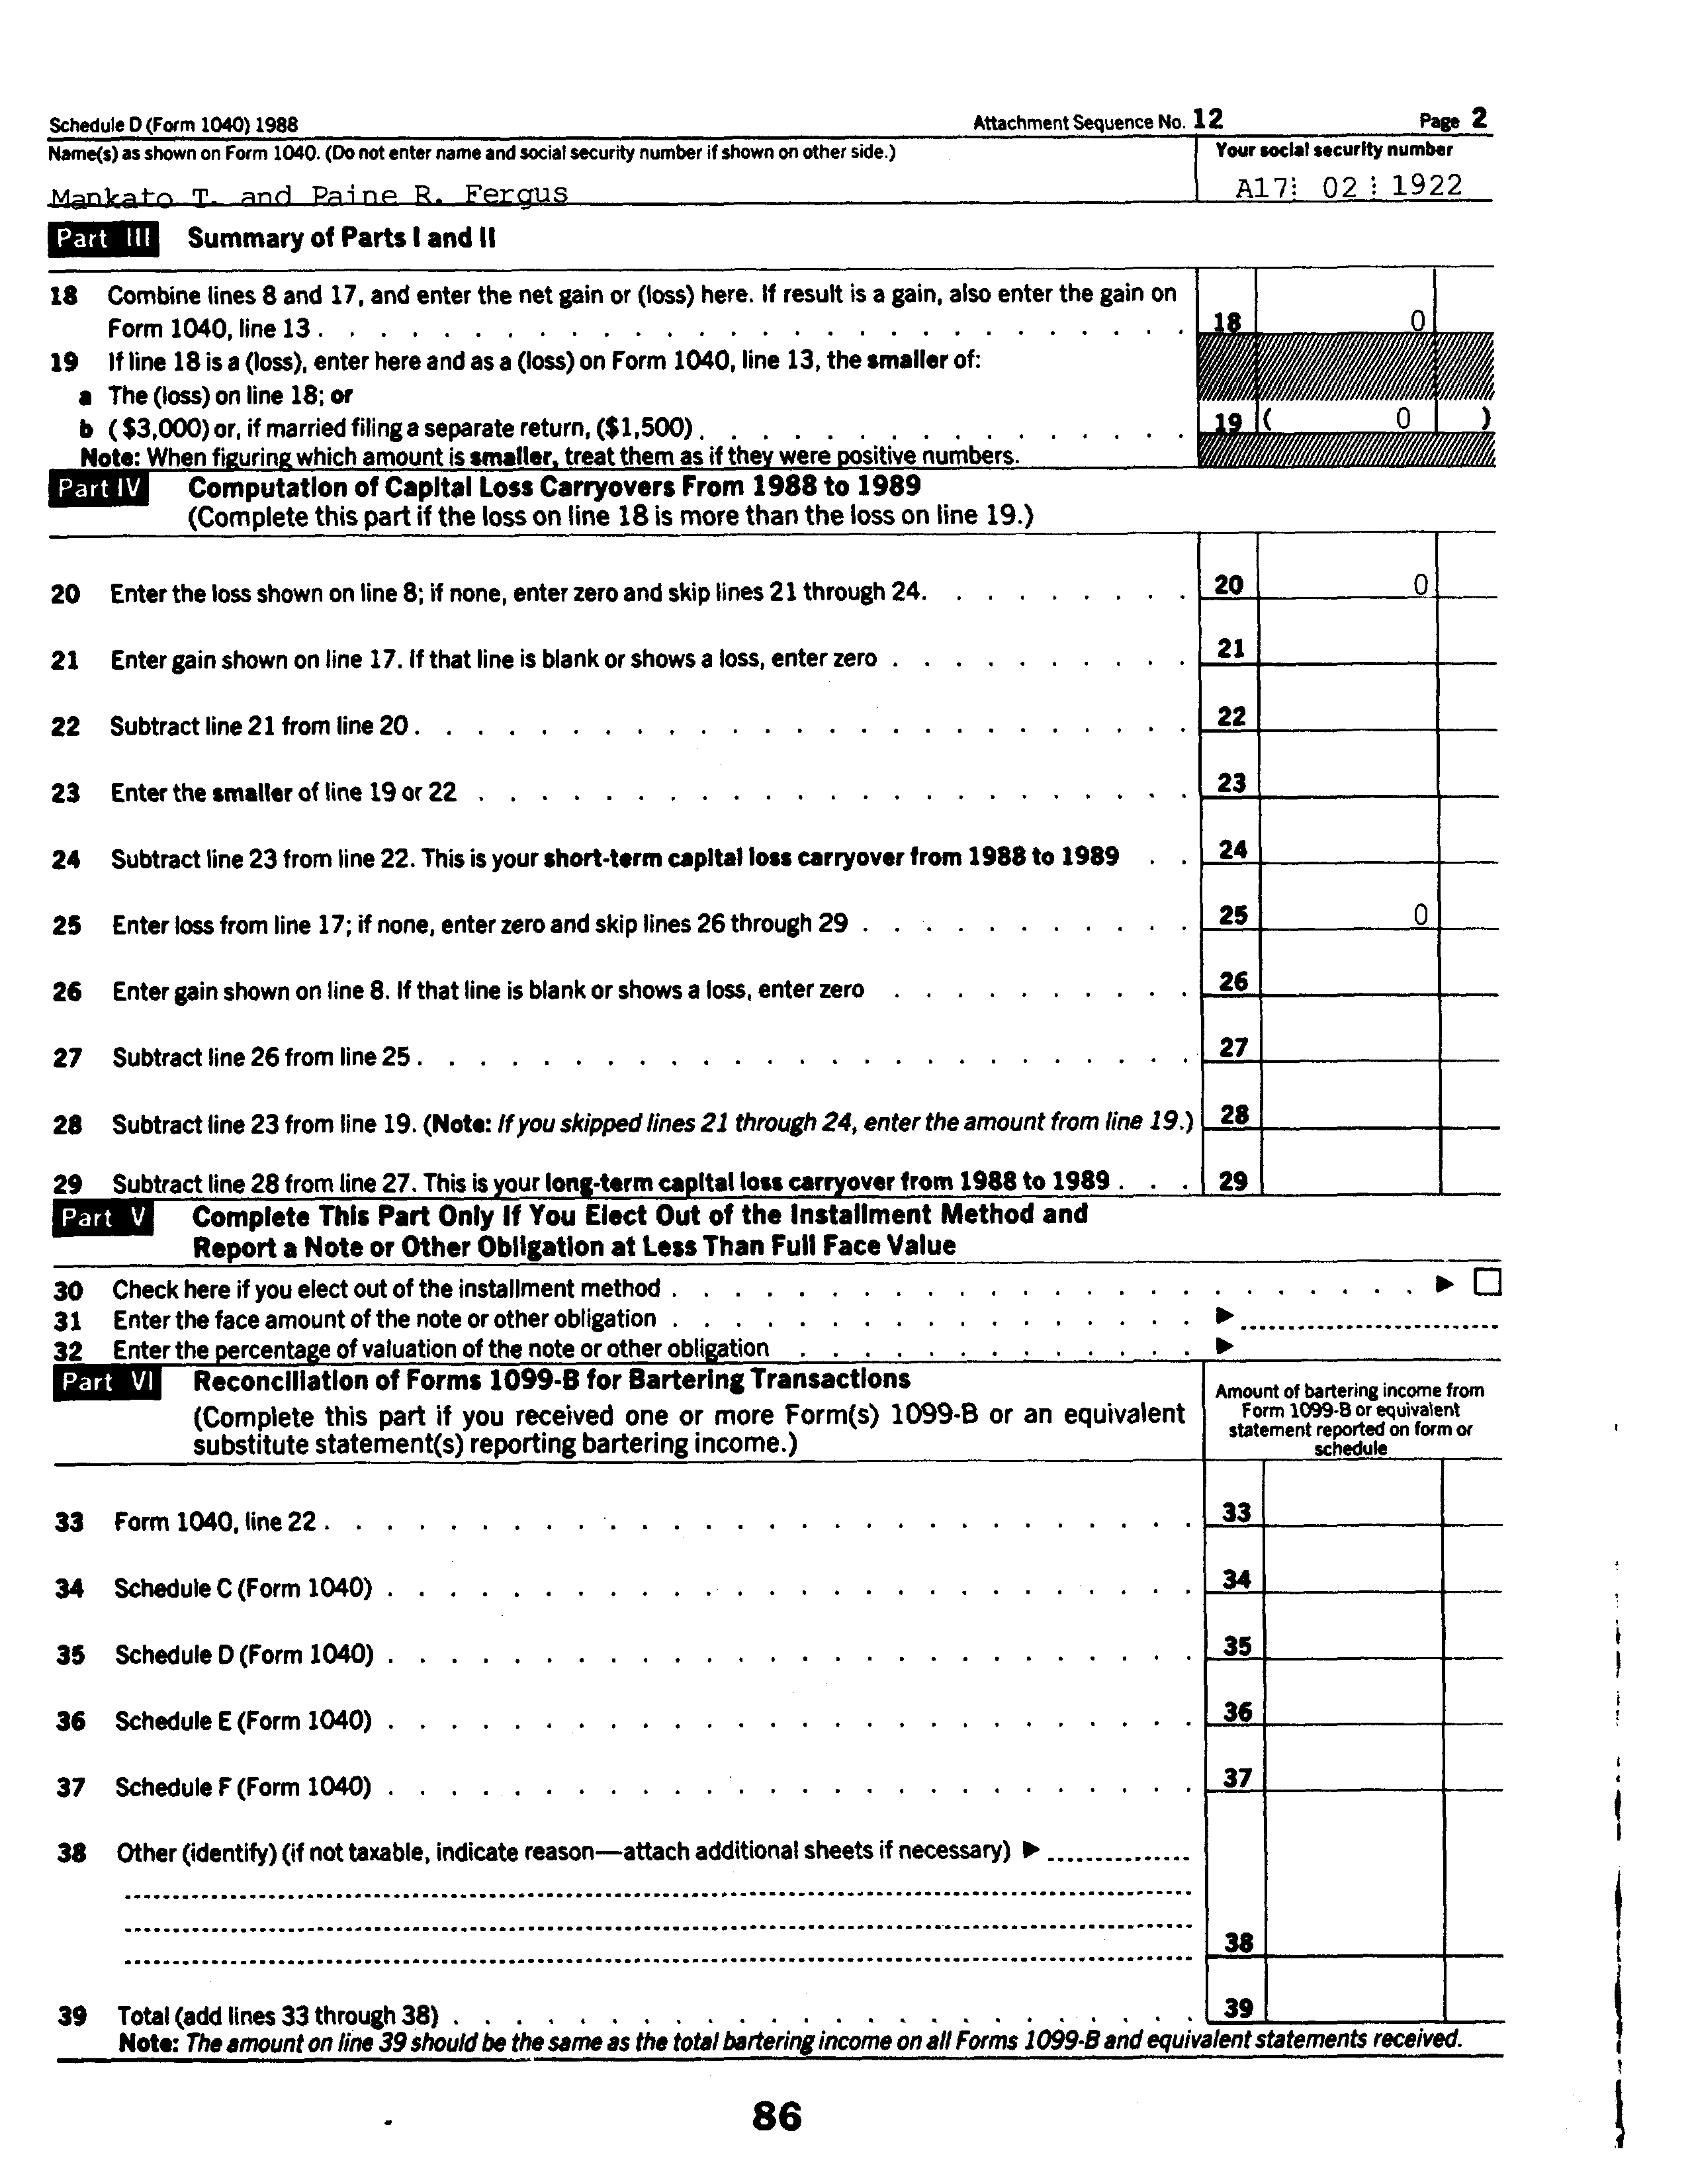 Schedule D (Form 1040) 1988 Attachment Sequence No. 12 Page 2
Name(s) as shown on Form 1040. (Do not enter name and social security number if shown on other side.) Your social security number
Mankato T. and Paine R. Fergus A17 02 1922
Part III Summary of Parts I and II
18 Combine lines 8 and 17, and enter the net gain or (loss) here. If result is a gain, also enter the gain on
Form 1040, line 13 . 18 0
19 If line 18 is a (loss), enter here and as a (loss) on Form 1040, line 13, the smaller of:
a The (loss) on line 18; or
b ($3,000) or, if married filing a separate return, ($1,500) . 19 ( 0 )
Note: When figuring which amount is smaller, treat them as if they were positive numbers.
Part IV Computation of Capital Loss Carryovers From 1988 to 1989
(Complete this part if the loss on line 18 is more than the loss on line 19.)
20 Enter the loss shown on line 8; if none, enter zero and skip lines 21 through 24. 20 0
21 Enter gain shown on line 17. If that line is blank or shows a loss, enter zero . 21
22 Subtract line 21 from line 20 . 22
23 Enter the smaller of line 19 or 22 . 23
24 Subtract line 23 from line 22. This is your short-term capital loss carryover from 1988 to 1989 . 24
25 Enter loss from line 17; if none, enter zero and skip lines 26 through 29 . 25 0
26 Enter gain shown on line 8. If that line is blank or shows a loss, enter zero . 26
27 Subtract line 26 from line 25 . 27
28 Subtract line 23 from line 19. (Note: If you skipped lines 21 through 24, enter the amount from line 19.) 28
29 Subtract line 28 from line 27. This is your long-term capital loss carryover from 1988 to 1989 . 29
Part V Complete This Part Only If You Elect Out of the Installment Method and
Report a Note or Other Obligation at Less Than Full Face Value
30 Check here if you elect out of the installment method . ► ☐
31 Enter the face amount of the note or other obligation . ►
32 Enter the percentage of valuation of the note or other obligation . ►
Part VI Reconciliation of Forms 1099-B for Bartering Transactions
(Complete this part if you received one or more Form(s) 1099-B or an equivalent
substitute statement(s) reporting bartering income.)
Amount of bartering income from
Form 1099-B or equivalent
statement reported on form or
schedule
33 Form 1040, line 22 . 33
34 Schedule C (Form 1040) . 34
35 Schedule D (Form 1040) . 35
36 Schedule E (Form 1040) . 36
37 Schedule F (Form 1040) . 37
38 Other (identify) (if not taxable, indicate reason—attach additional sheets if necessary) ►
38
39 Total (add lines 33 through 38) . 39
Note: The amount on line 39 should be the same as the total bartering income on all Forms 1099-B and equivalent statements received.
86